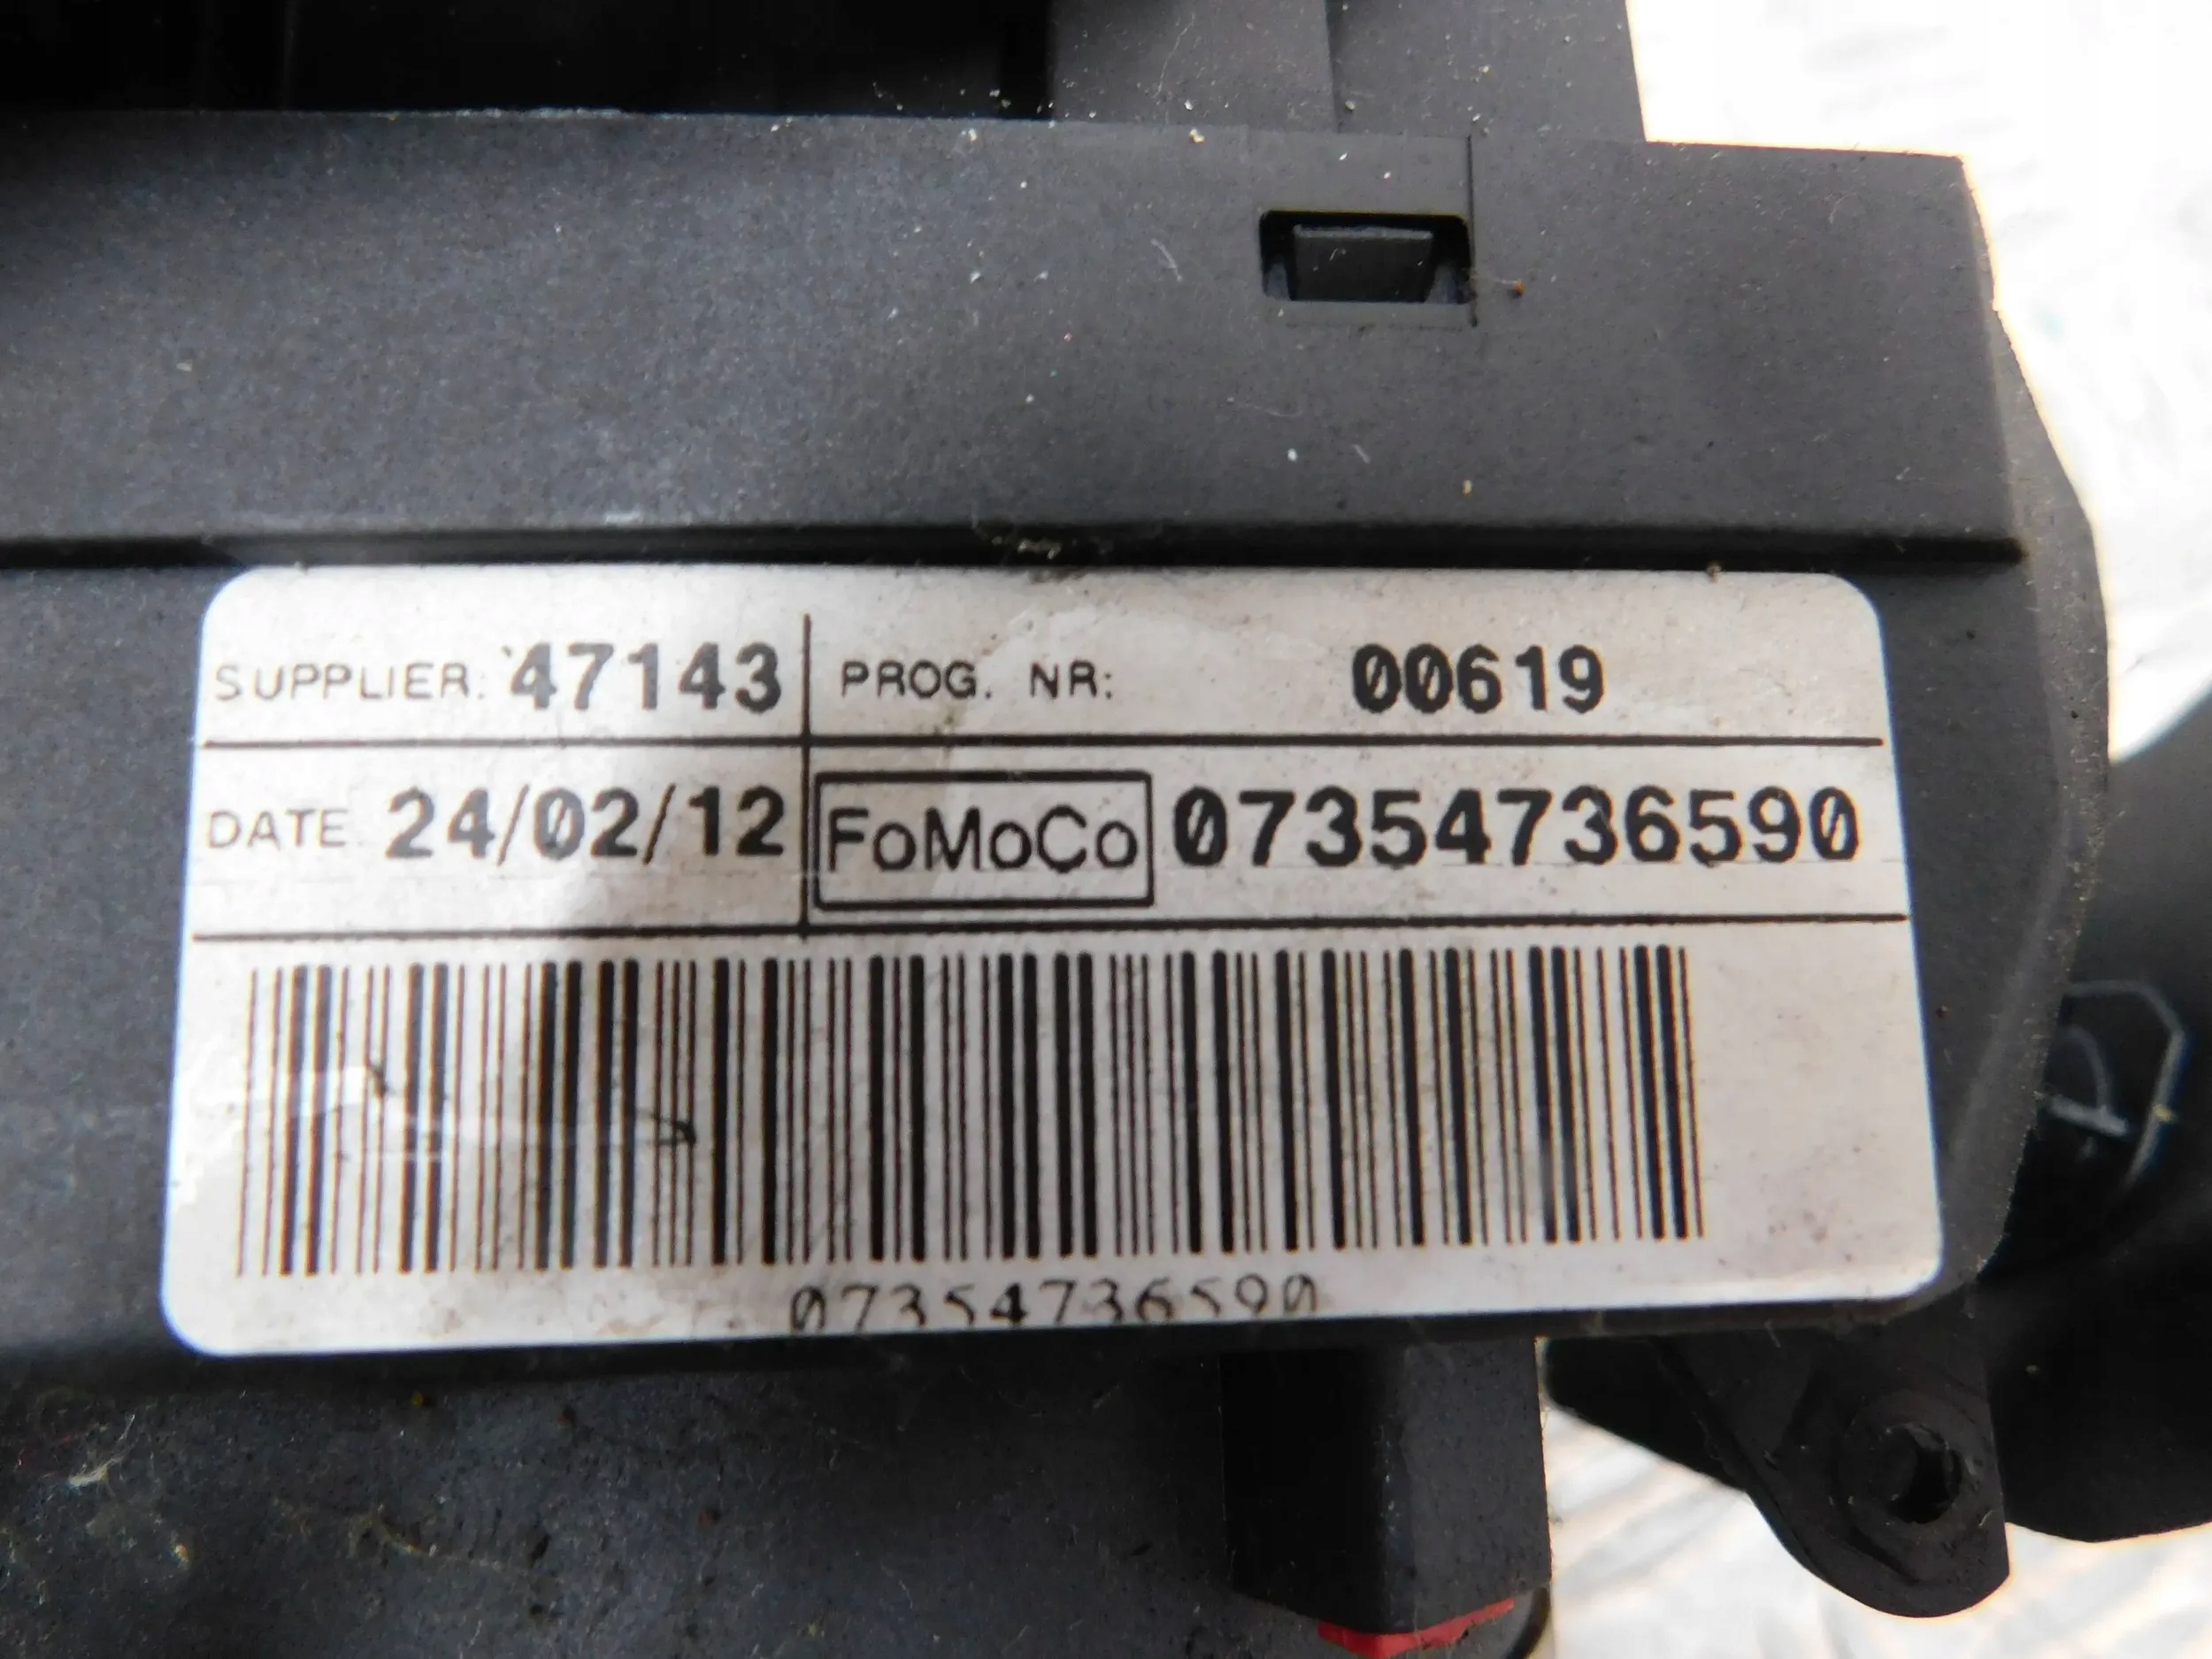 SUPPLIER: 47143 PROG. NR: 00619
DATE 24/02/12 FoMoCo 07354736590
07354736590